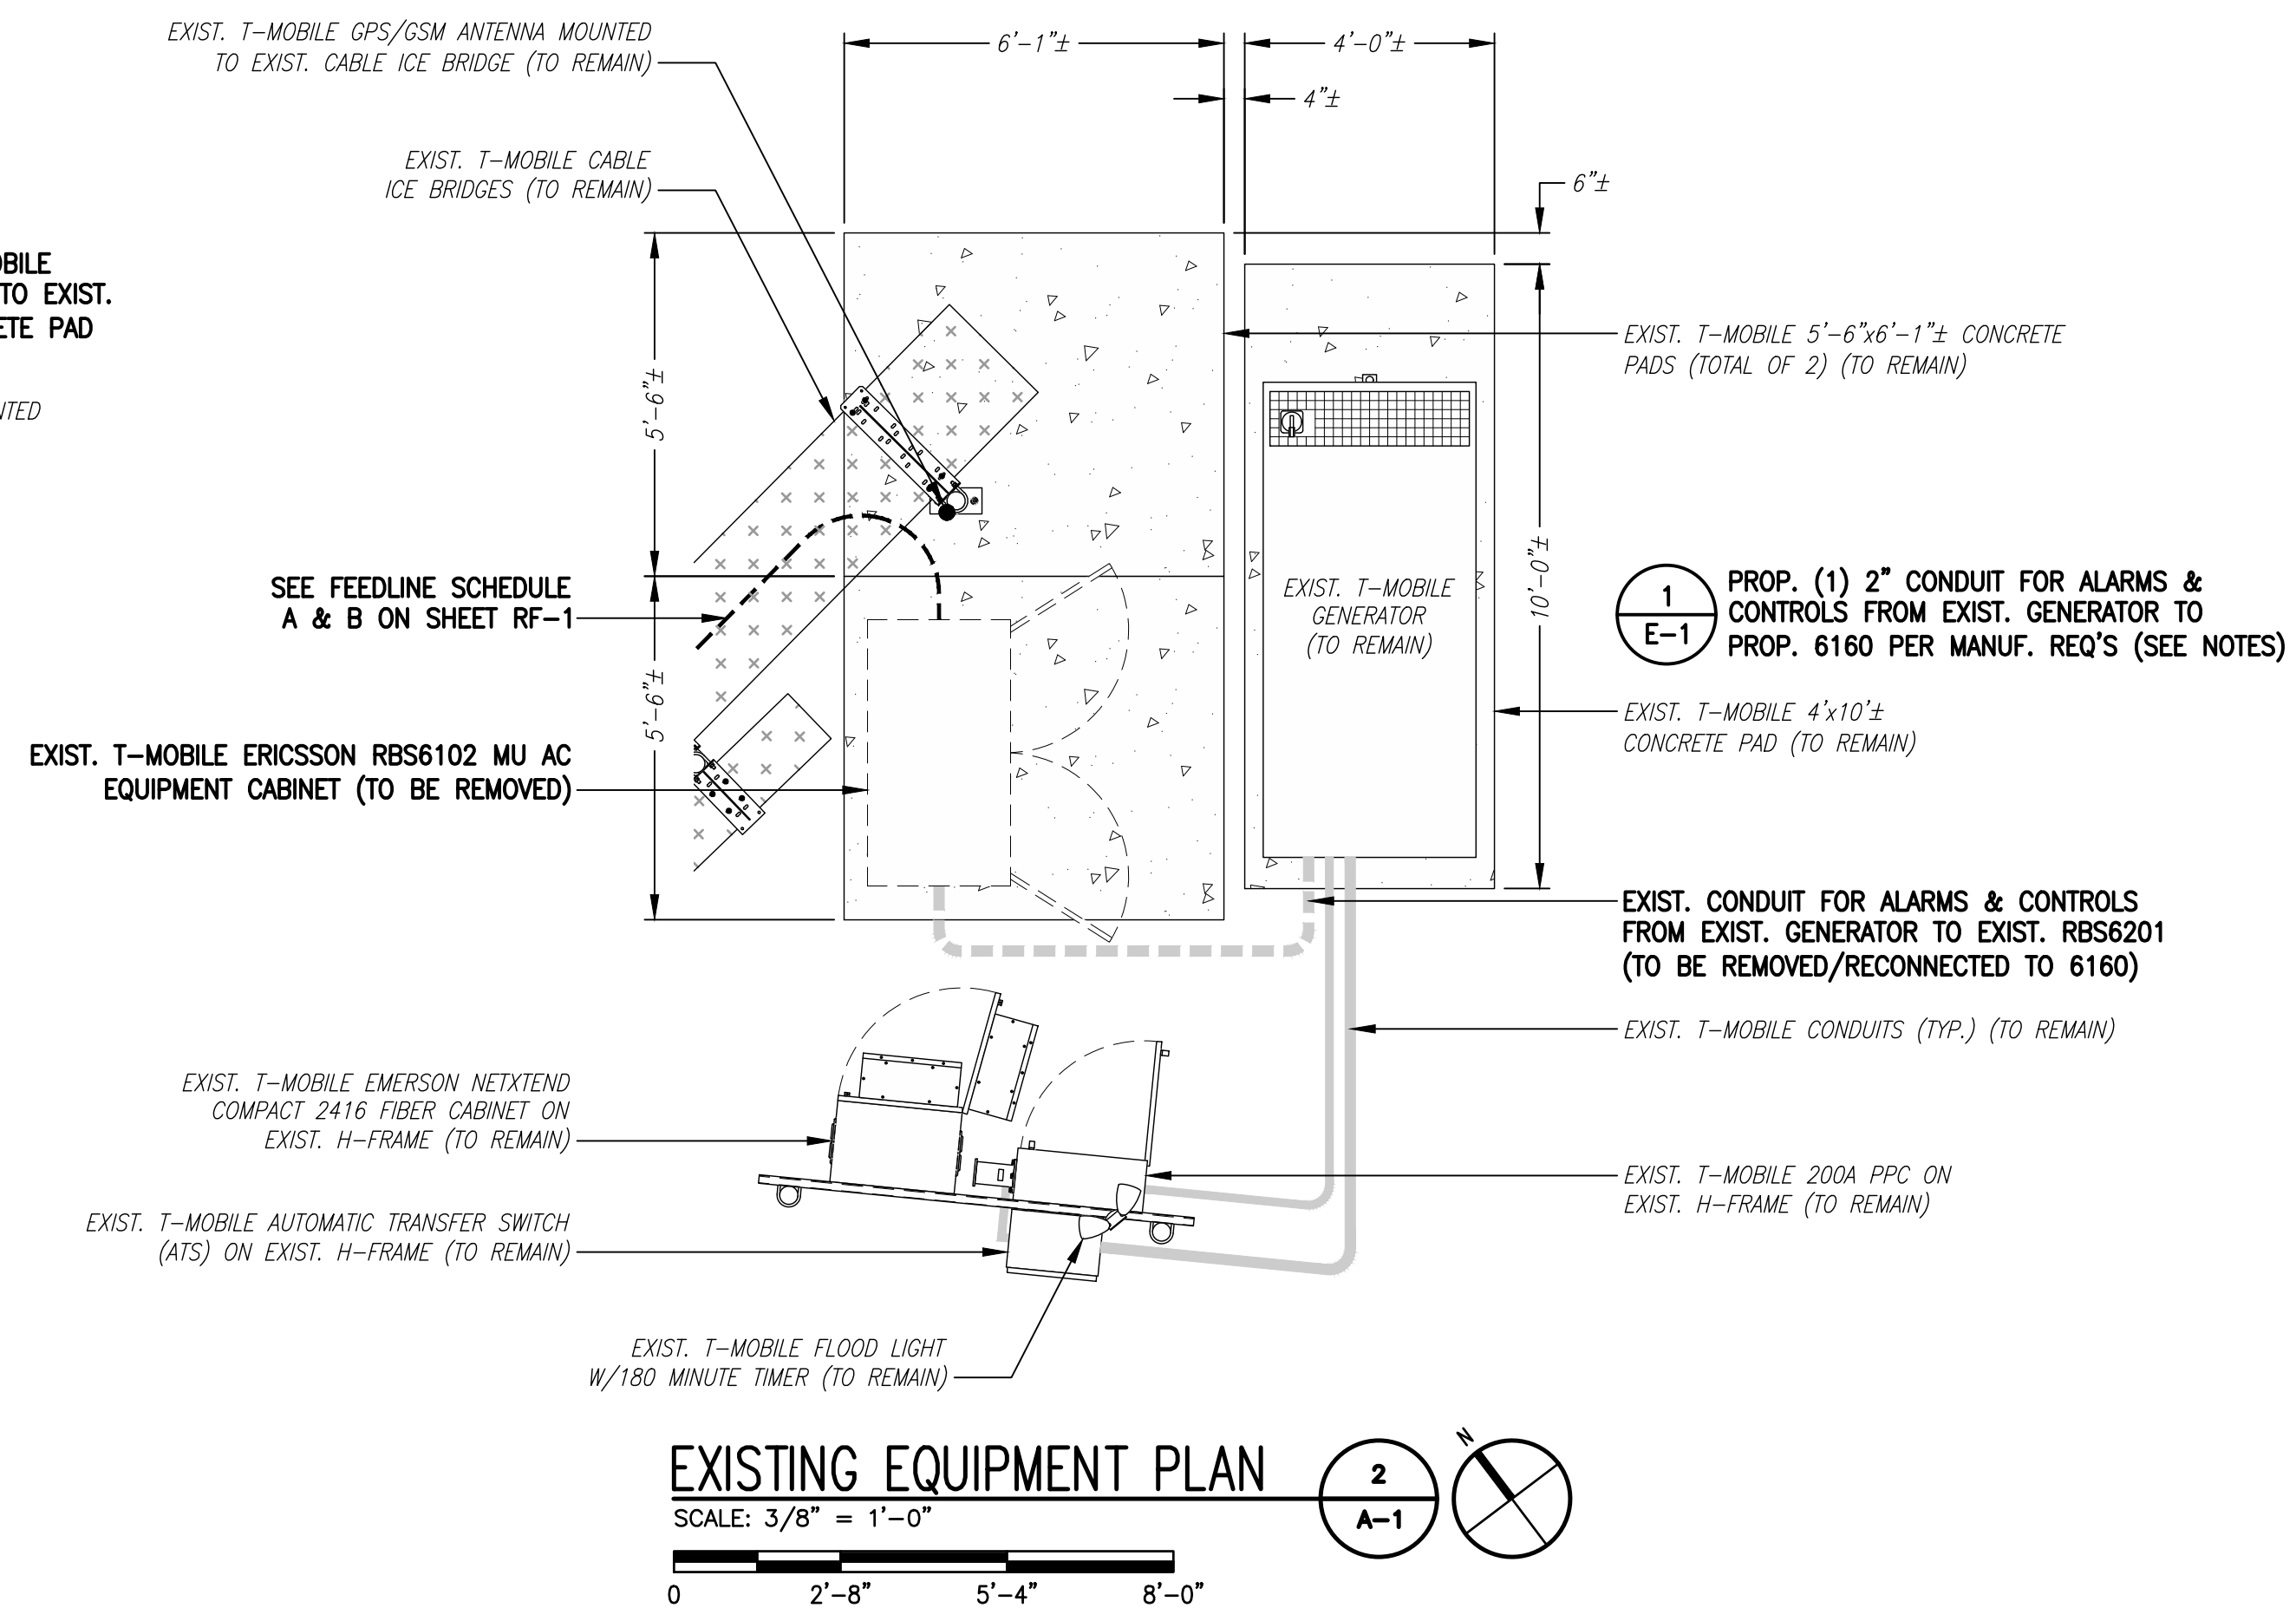 EXIST. T-MOBILE GPS/GSM ANTENNA MOUNTED
TO EXIST. CABLE ICE BRIDGE (TO REMAIN)
6'-1"±
4'-0"±
4"±
EXIST. T-MOBILE CABLE
ICE BRIDGES (TO REMAIN)
6"±
OBILE
TO EXIST.
ETE PAD
NTED
5'-6"±
EXIST. T-MOBILE 5'-6"x6'-1"± CONCRETE
PADS (TOTAL OF 2) (TO REMAIN)
SEE FEEDLINE SCHEDULE
A & B ON SHEET RF-1
EXIST. T-MOBILE
GENERATOR
(TO REMAIN)
10'-0"±
1
E-1
PROP. (1) 2" CONDUIT FOR ALARMS &
CONTROLS FROM EXIST. GENERATOR TO
PROP. 6160 PER MANUF. REQ'S (SEE NOTES)
5'-6"±
EXIST. T-MOBILE 4'x10'±
CONCRETE PAD (TO REMAIN)
EXIST. T-MOBILE ERICSSON RBS6102 MU AC
EQUIPMENT CABINET (TO BE REMOVED)
EXIST. CONDUIT FOR ALARMS & CONTROLS
FROM EXIST. GENERATOR TO EXIST. RBS6201
(TO BE REMOVED/RECONNECTED TO 6160)
EXIST. T-MOBILE CONDUITS (TYP.) (TO REMAIN)
EXIST. T-MOBILE EMERSON NETXTEND
COMPACT 2416 FIBER CABINET ON
EXIST. H-FRAME (TO REMAIN)
EXIST. T-MOBILE 200A PPC ON
EXIST. H-FRAME (TO REMAIN)
EXIST. T-MOBILE AUTOMATIC TRANSFER SWITCH
(ATS) ON EXIST. H-FRAME (TO REMAIN)
EXIST. T-MOBILE FLOOD LIGHT
W/180 MINUTE TIMER (TO REMAIN)
EXISTING EQUIPMENT PLAN
2
A-1
N
SCALE: 3/8" = 1'-0"
0 2'-8" 5'-4" 8'-0"